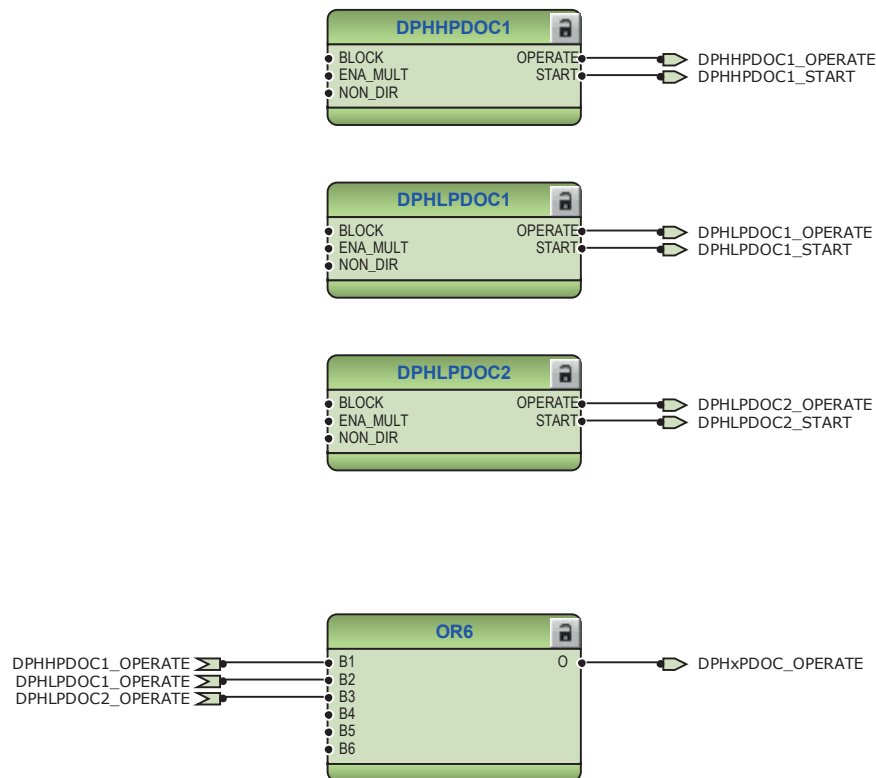 DPHHPDOC1
BLOCK OPERATE DPHHPDOC1_OPERATE
ENA_MULT START DPHHPDOC1_START
NON_DIR
DPHLPDOC1
BLOCK OPERATE DPHLPDOC1_OPERATE
ENA_MULT START DPHLPDOC1_START
NON_DIR
DPHLPDOC2
BLOCK OPERATE DPHLPDOC2_OPERATE
ENA_MULT START DPHLPDOC2_START
NON_DIR
OR6
DPHHPDOC1_OPERATE B1 O DPHxPDOC_OPERATE
DPHLPDOC1_OPERATE B2
DPHLPDOC2_OPERATE B3
B4
B5
B6